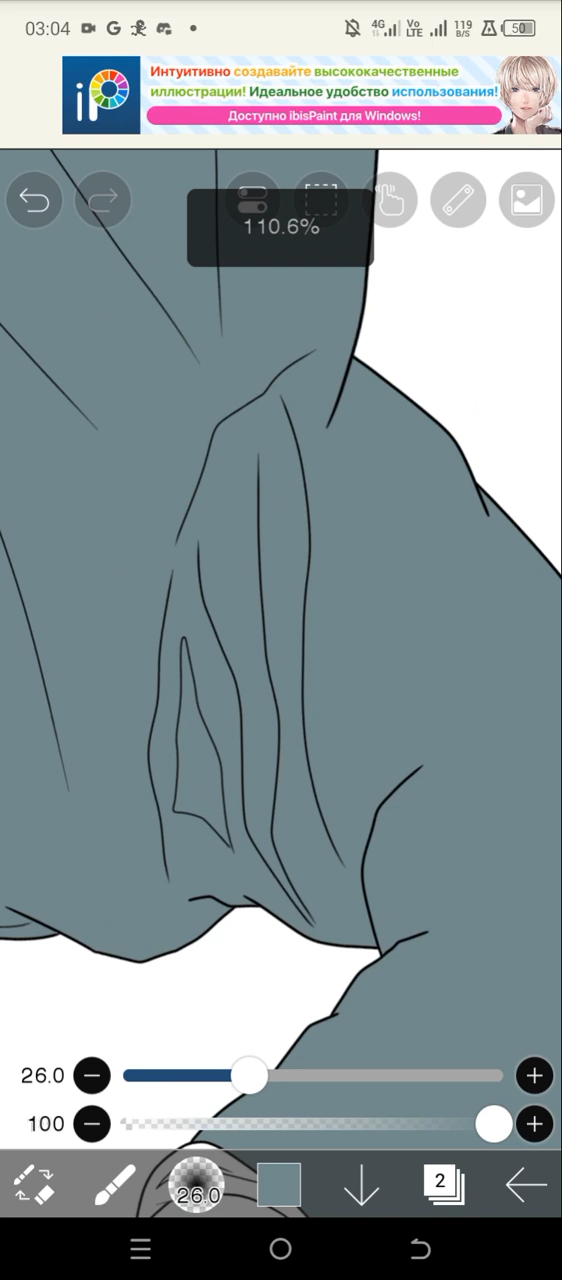 03:04 G 4G Vo LTE 119 B/S 50
iP
Интуитивно создавайте высококачественные
иллюстрации! Идеальное удобство использования!
Доступно ibisPaint для Windows!
110.6%
26.0
100
26.0 2